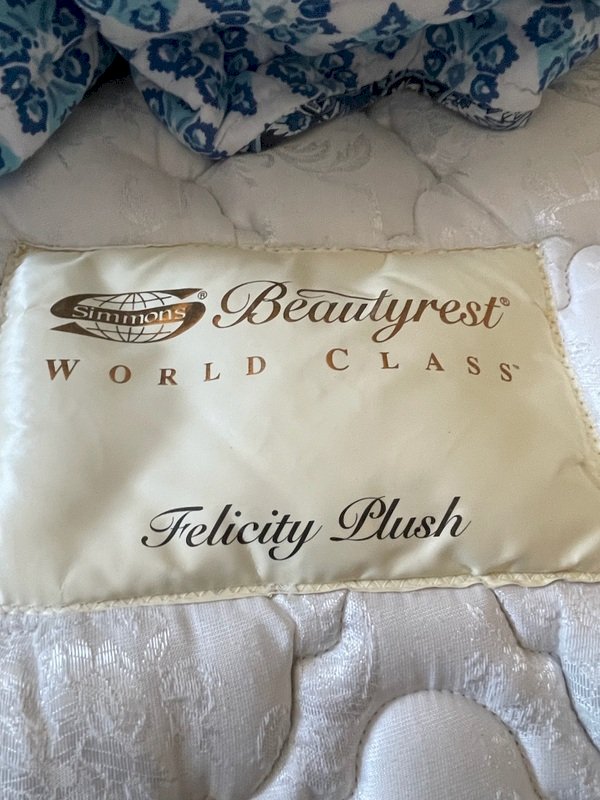 Simmons® Beautyrest®
WORLD CLASS™
Felicity Plush